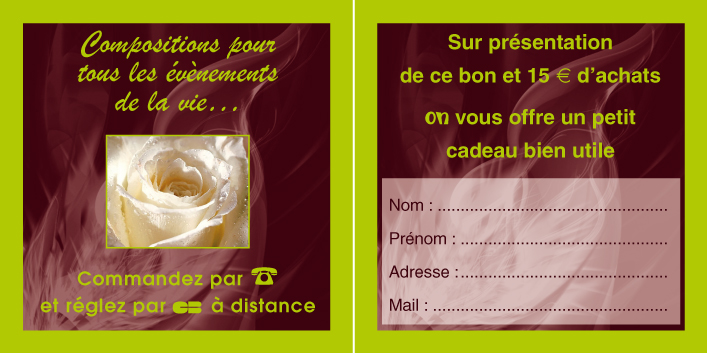 Compositions pour
tous les évènements
de la vie...
Commandez par ☎
et réglez par à distance
Sur présentation
de ce bon et 15 € d'achats
on vous offre un petit
cadeau bien utile
Nom : ..................................................
Prénom : .............................................
Adresse : .............................................
Mail : ...................................................